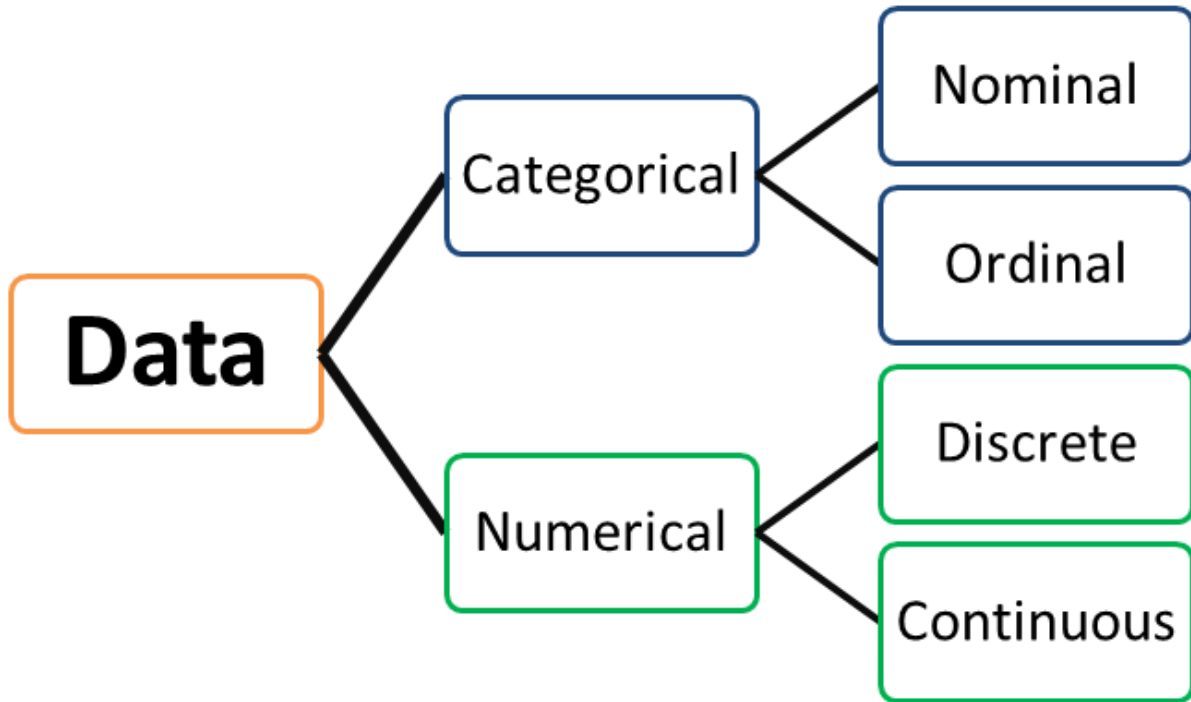 Data
Categorical
Nominal
Ordinal
Numerical
Discrete
Continuous